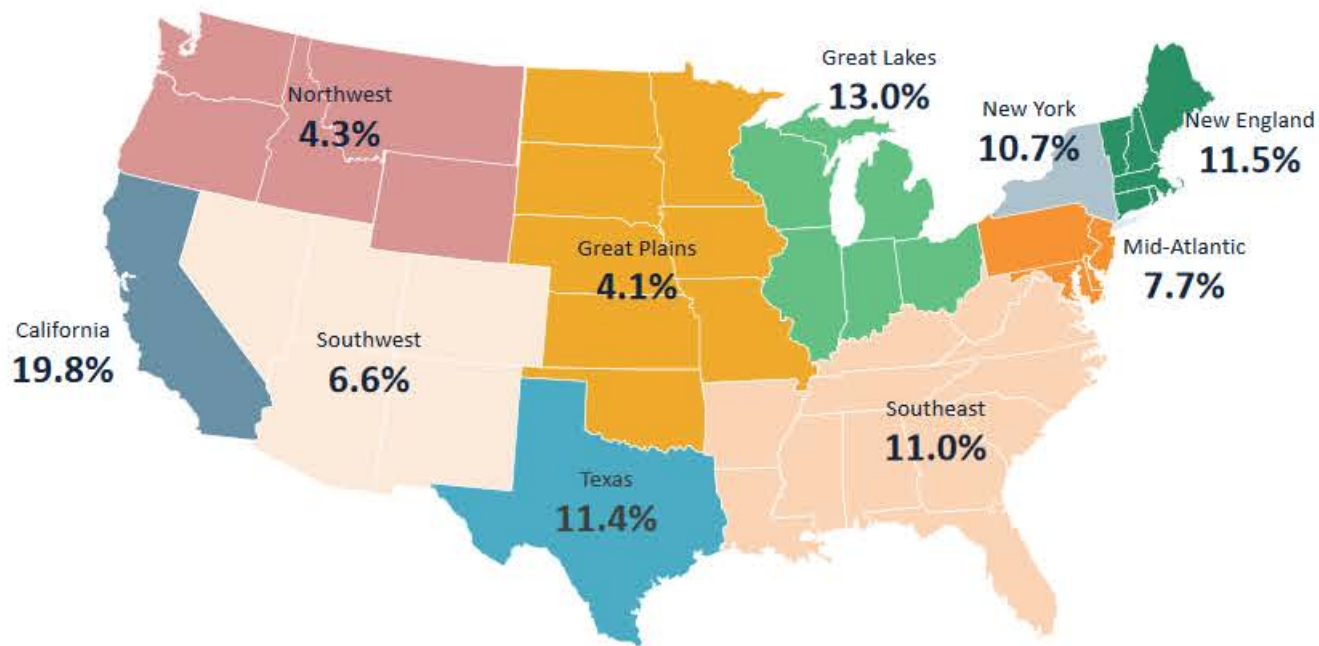 Great Lakes
13.0%
Northwest
4.3%
New York
10.7%
New England
11.5%
Great Plains
4.1%
Mid-Atlantic
7.7%
California
19.8%
Southwest
6.6%
Southeast
11.0%
Texas
11.4%